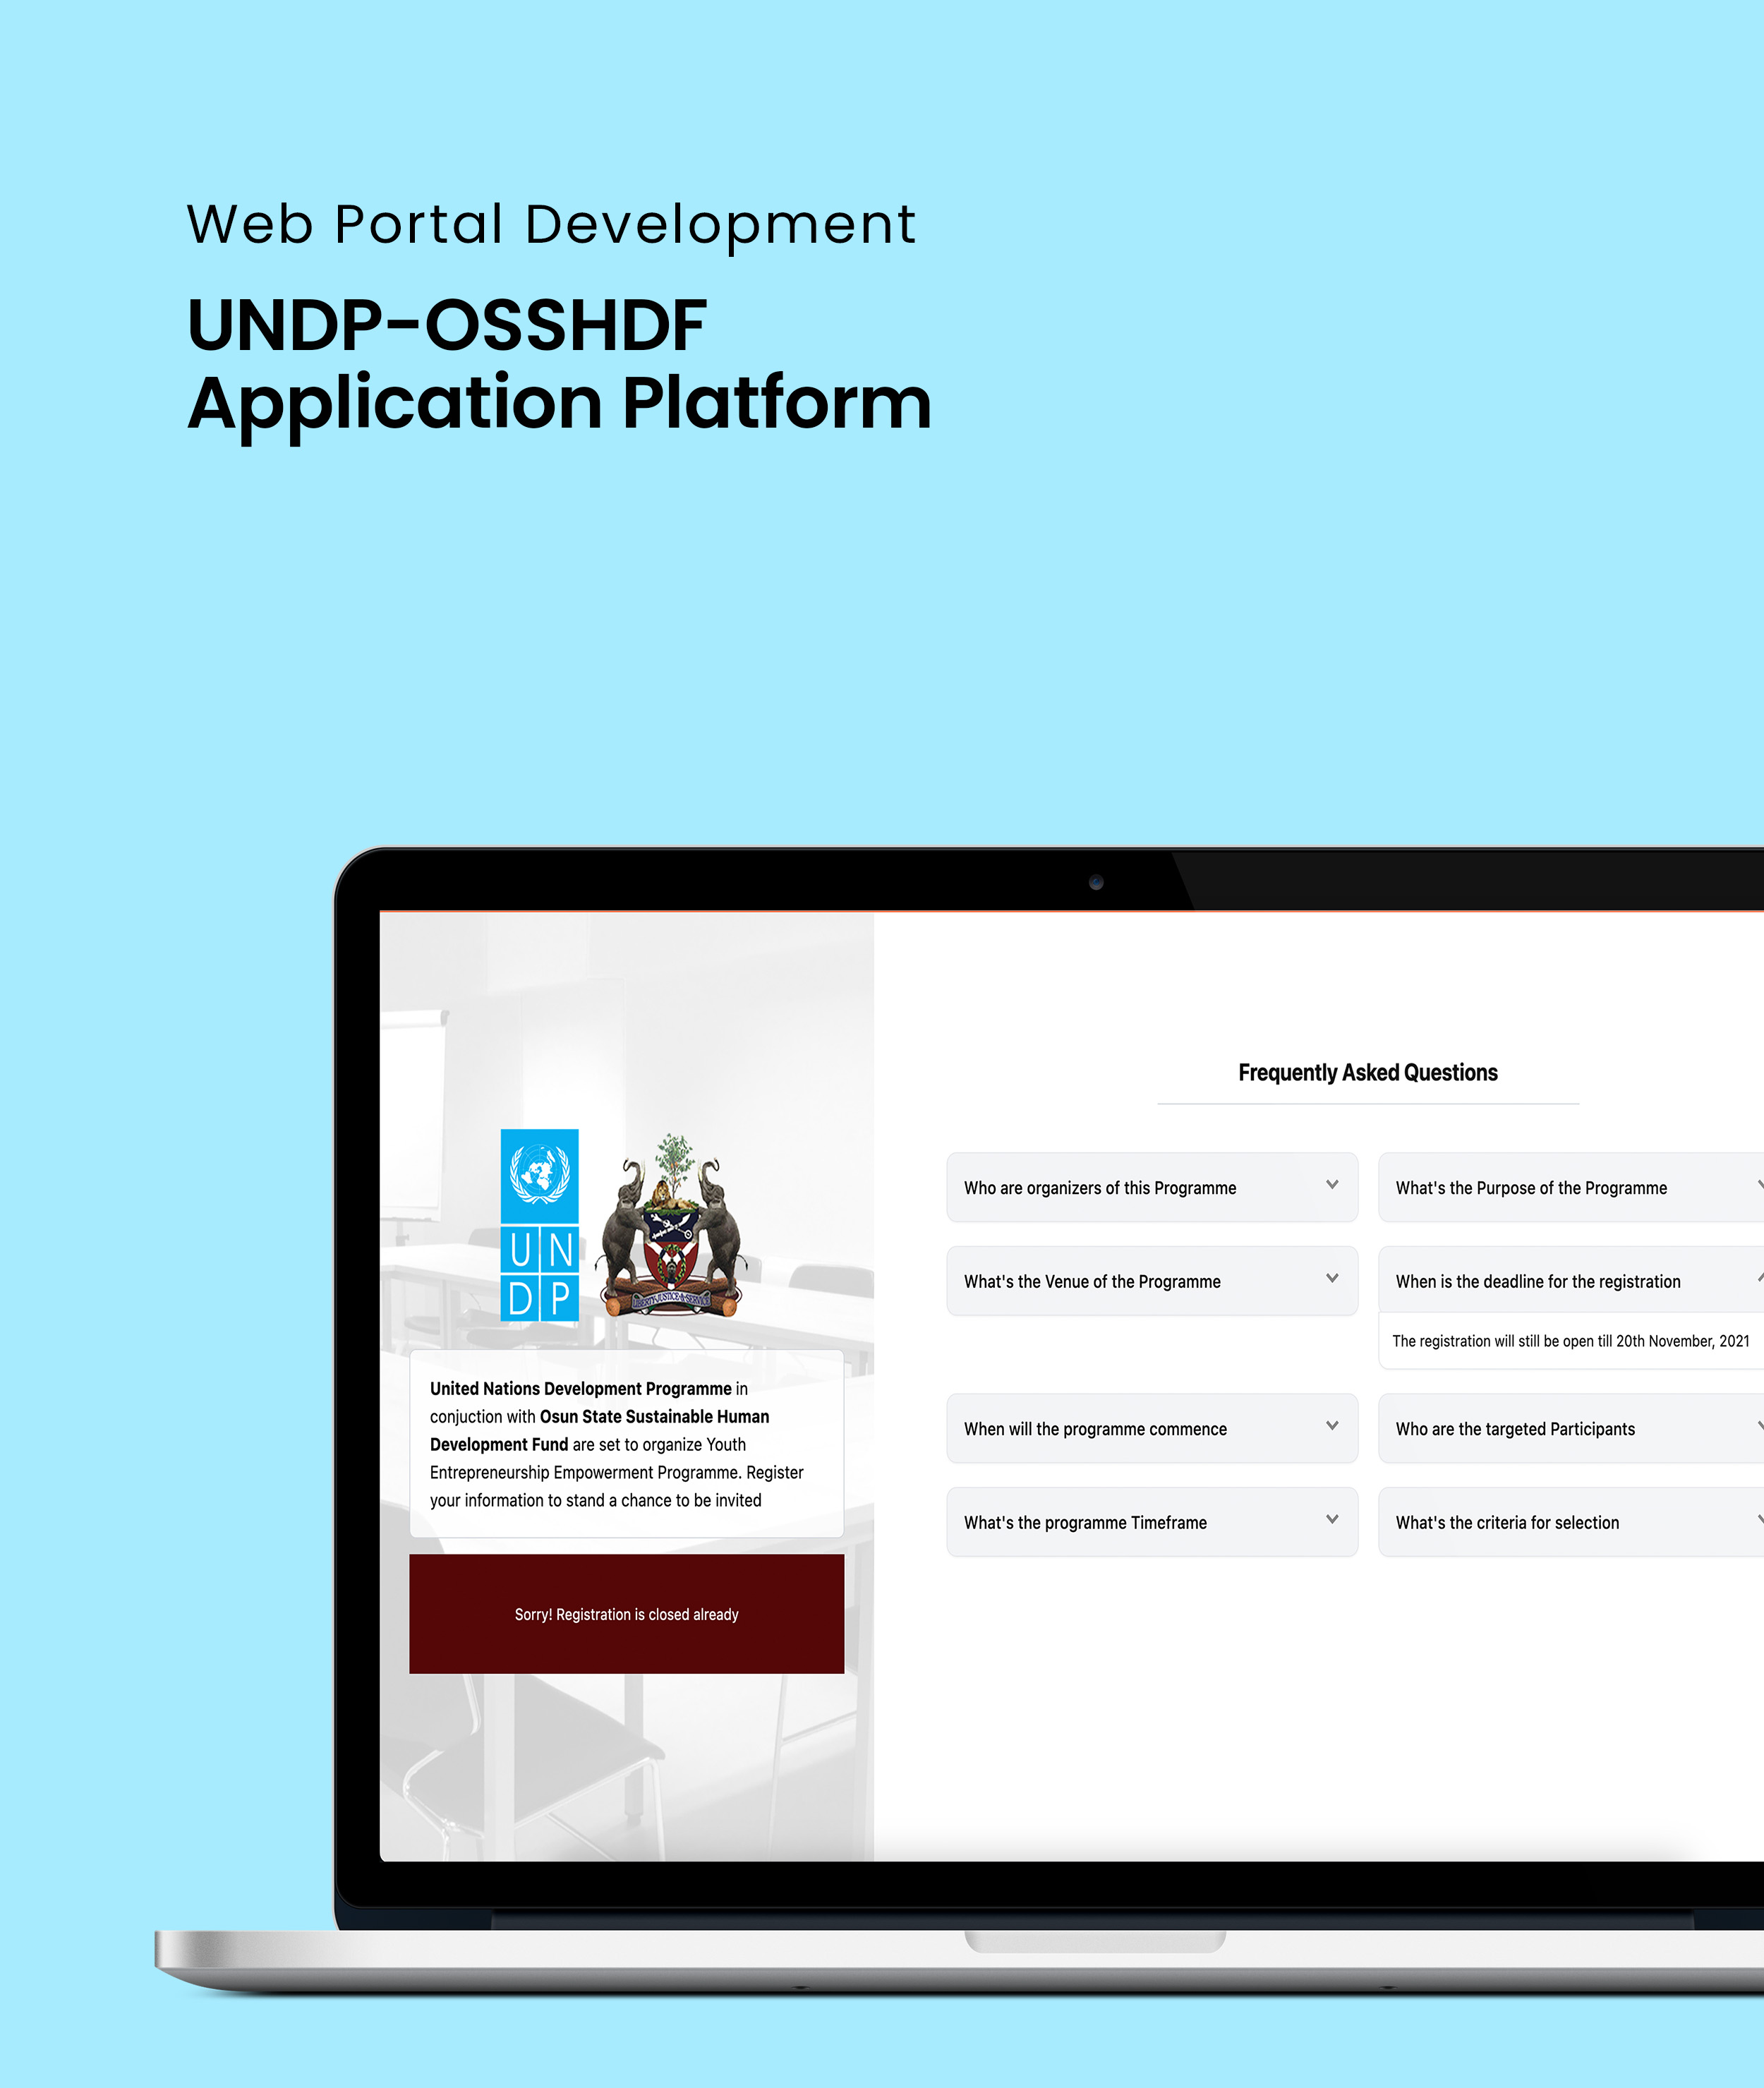 Web Portal Development
UNDP-OSSHDF
Application Platform
U N
D P
LIBERTY JUSTICE & SERVICE
United Nations Development Programme in
conjuction with Osun State Sustainable Human
Development Fund are set to organize Youth
Entrepreneurship Empowerment Programme. Register
your information to stand a chance to be invited
Sorry! Registration is closed already
Frequently Asked Questions
Who are organizers of this Programme
What's the Purpose of the Programme
What's the Venue of the Programme
When is the deadline for the registration
The registration will still be open till 20th November, 2021
When will the programme commence
Who are the targeted Participants
What's the programme Timeframe
What's the criteria for selection